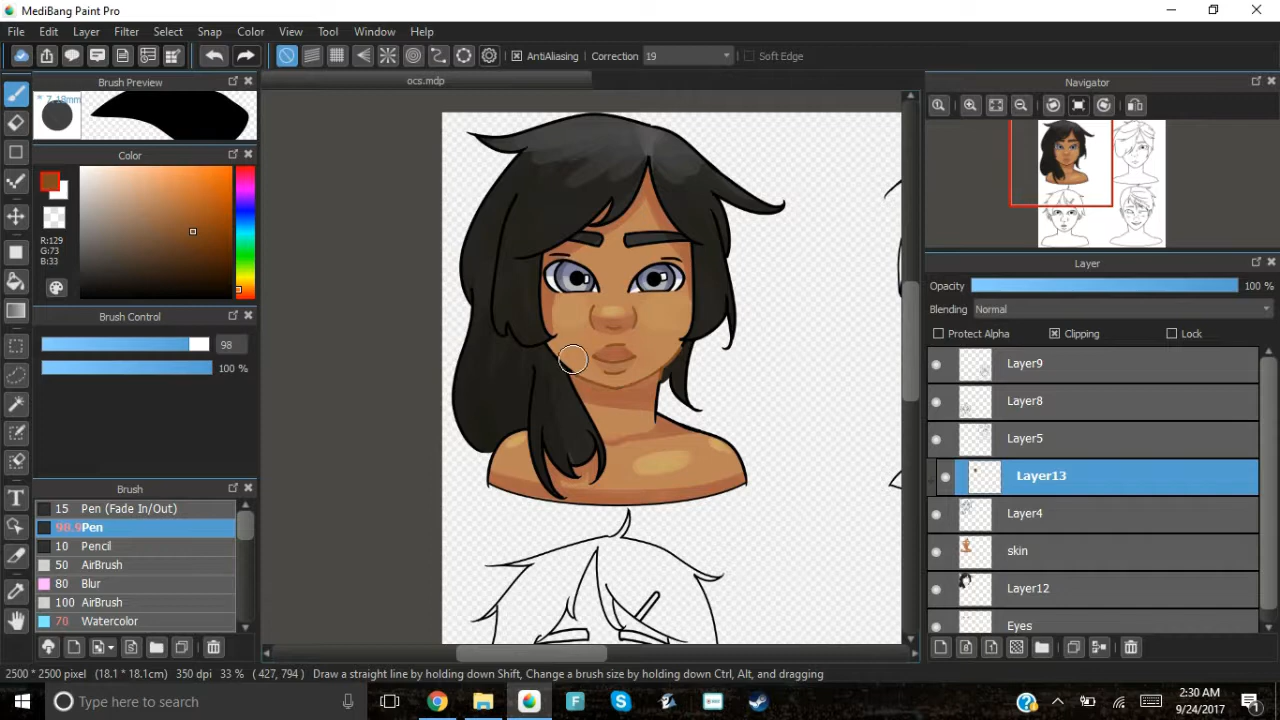 MediBang Paint Pro
File Edit Layer Filter Select Snap Color View Tool Window Help
AntiAliasing Correction 19 Soft Edge
Brush Preview
ocs.mdp
Navigator
7.18mm
Color
R:129
G:73
B:33
Layer
Opacity 100 %
Blending Normal
Protect Alpha Clipping Lock
Brush Control
98
100 %
Layer9
Layer8
Layer5
Layer13
Layer4
skin
Layer12
Eyes
Brush
15 Pen (Fade In/Out)
98.9 Pen
10 Pencil
50 AirBrush
80 Blur
100 AirBrush
70 Watercolor
2500 * 2500 pixel (18.1 * 18.1cm) 350 dpi 33 % ( 427, 794 ) Draw a straight line by holding down Shift, Change a brush size by holding down Ctrl, Alt, and dragging
Type here to search
2:30 AM
9/24/2017
1